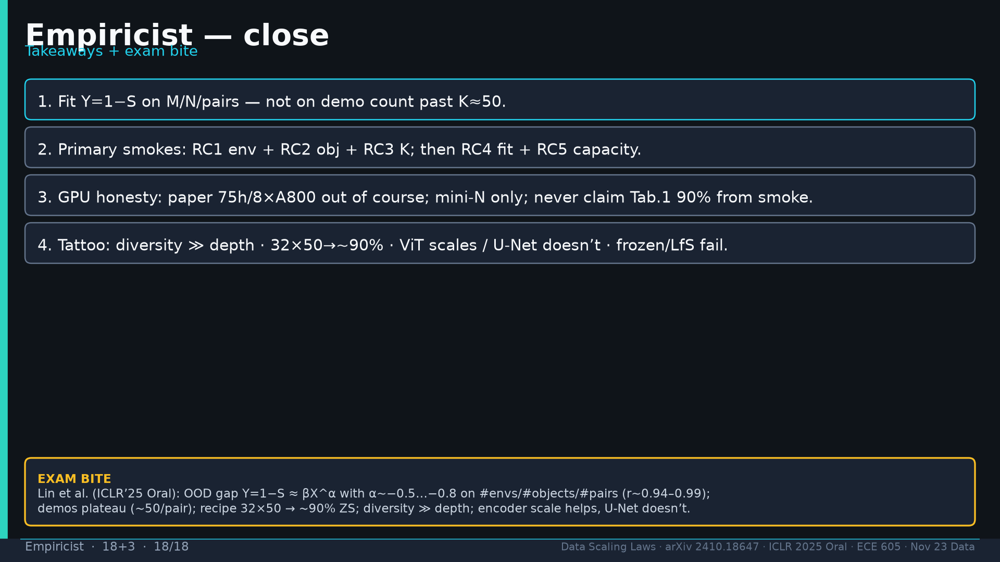 Empiricist — close
Takeaways + exam bite
1. Fit Y=1−S on M/N/pairs — not on demo count past K≈50.
2. Primary smokes: RC1 env + RC2 obj + RC3 K; then RC4 fit + RC5 capacity.
3. GPU honesty: paper 75h/8×A800 out of course; mini-N only; never claim Tab.1 90% from smoke.
4. Tattoo: diversity ≫ depth · 32×50→~90% · ViT scales / U-Net doesn’t · frozen/LfS fail.
EXAM BITE
Lin et al. (ICLR’25 Oral): OOD gap Y=1−S ≈ βX^α with α~−0.5…−0.8 on #envs/#objects/#pairs (r~0.94–0.99);
demos plateau (~50/pair); recipe 32×50 → ~90% ZS; diversity ≫ depth; encoder scale helps, U-Net doesn’t.
Empiricist · 18+3 · 18/18
Data Scaling Laws · arXiv 2410.18647 · ICLR 2025 Oral · ECE 605 · Nov 23 Data